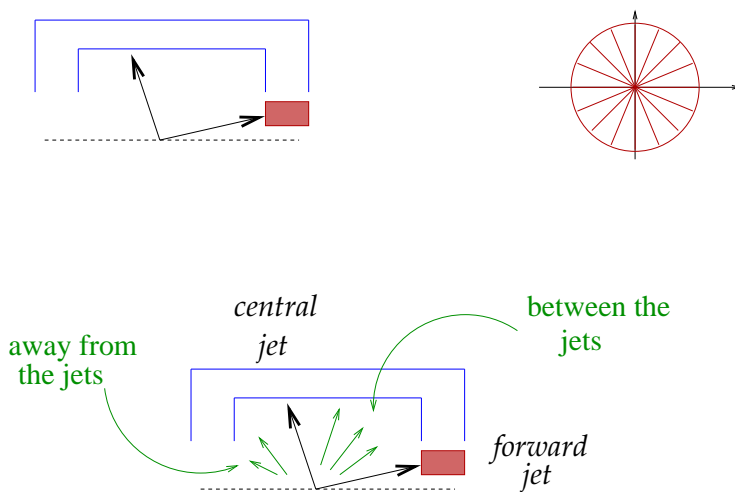 central
jet
between the
jets
away from
the jets
forward
jet